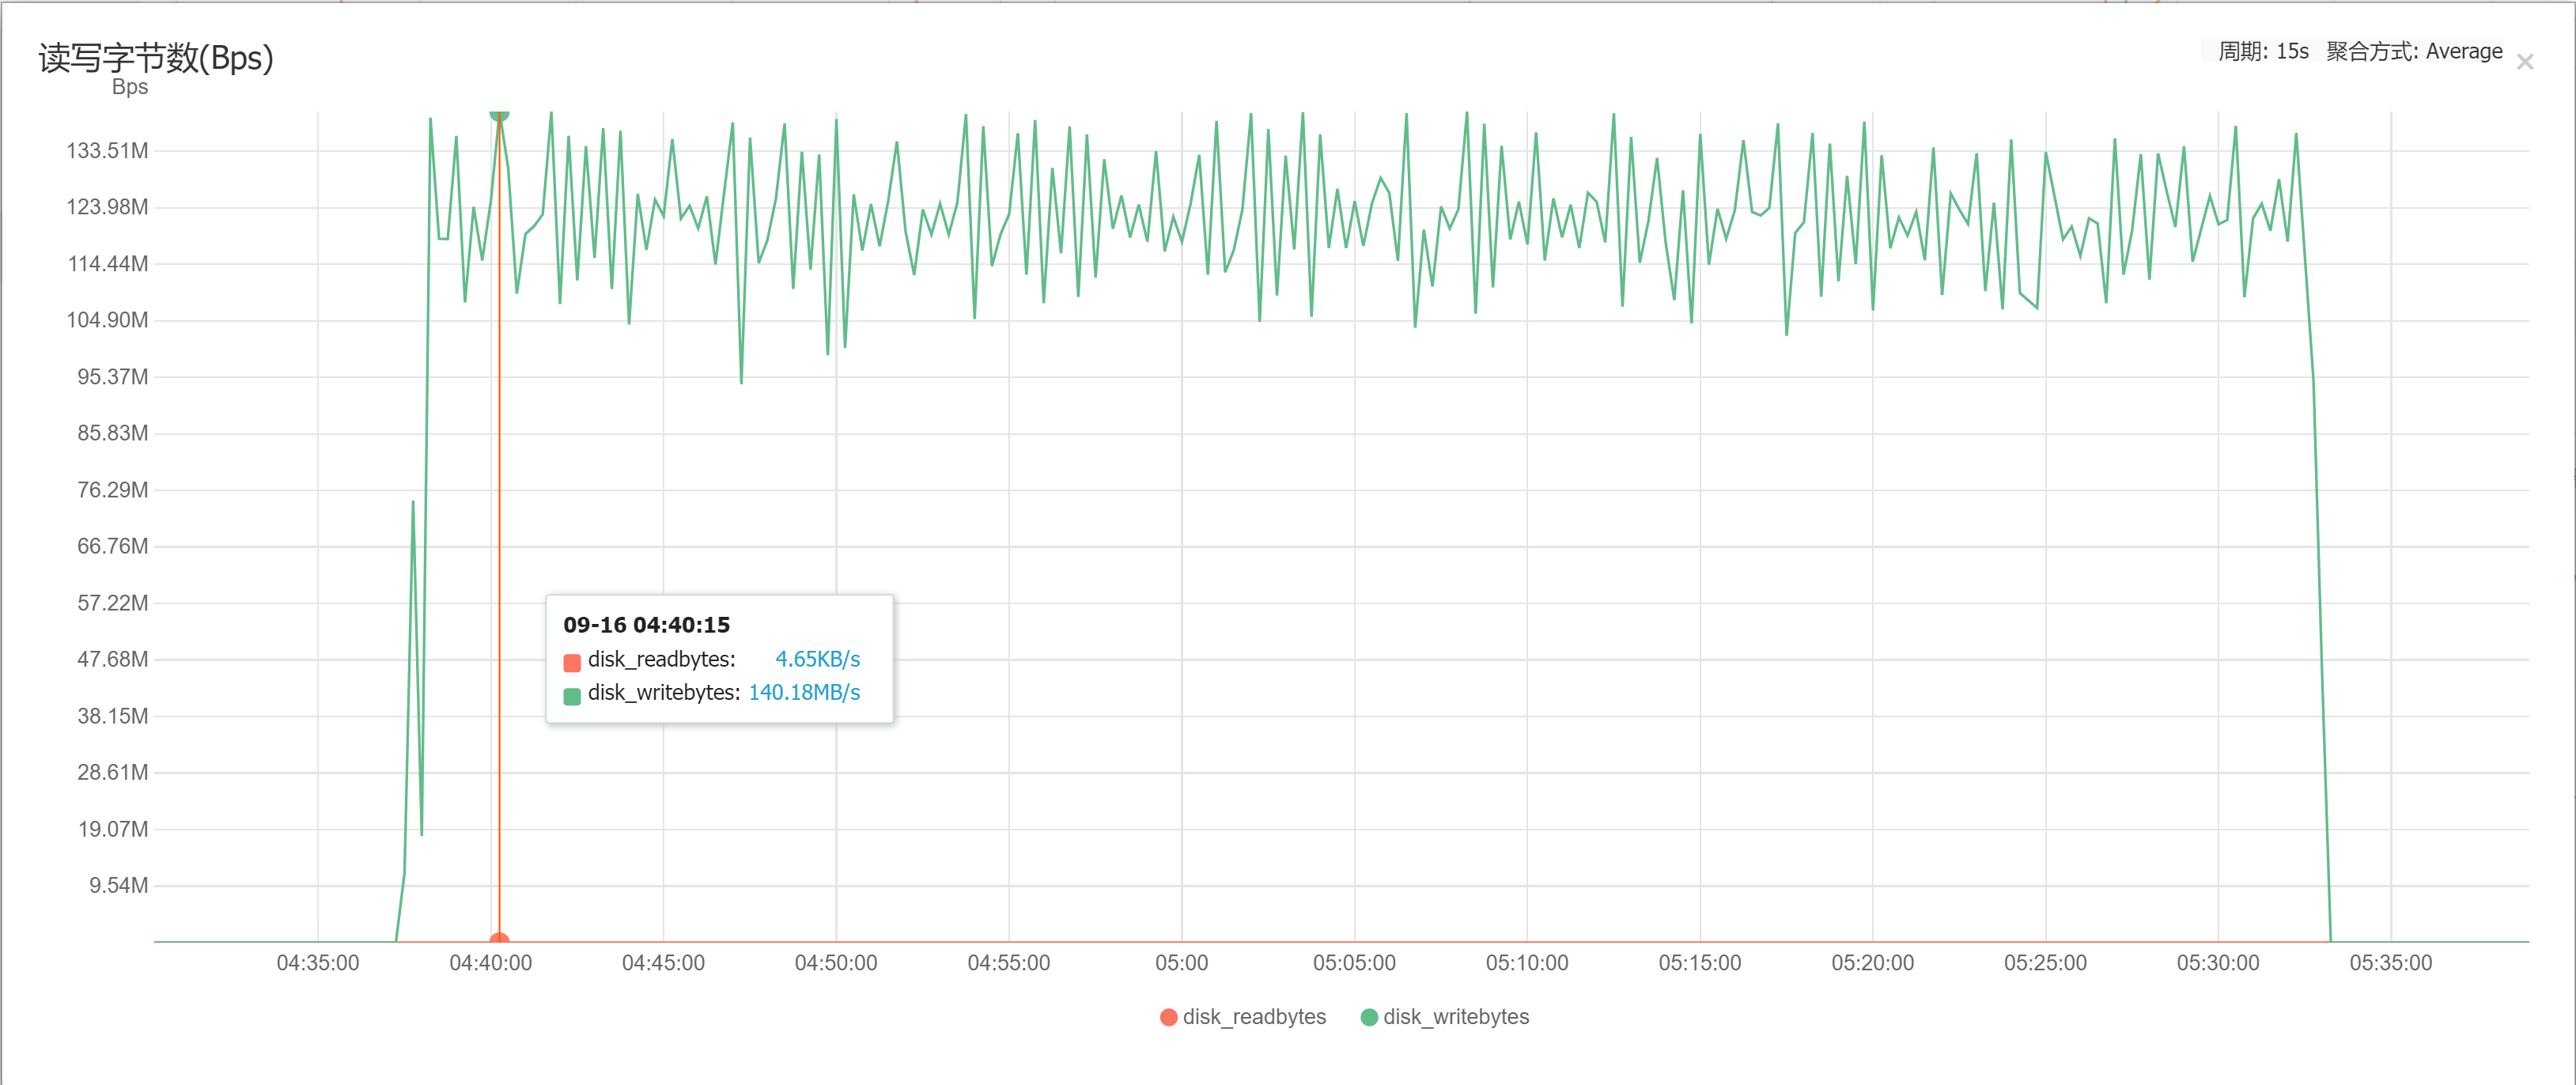 读写字节数(Bps)
周期: 15s 聚合方式: Average
×
Bps
133.51M
123.98M
114.44M
104.90M
95.37M
85.83M
76.29M
66.76M
57.22M
47.68M
38.15M
28.61M
19.07M
9.54M
09-16 04:40:15
disk_readbytes: 4.65KB/s
disk_writebytes: 140.18MB/s
04:35:00 04:40:00 04:45:00 04:50:00 04:55:00 05:00 05:05:00 05:10:00 05:15:00 05:20:00 05:25:00 05:30:00 05:35:00
disk_readbytes disk_writebytes